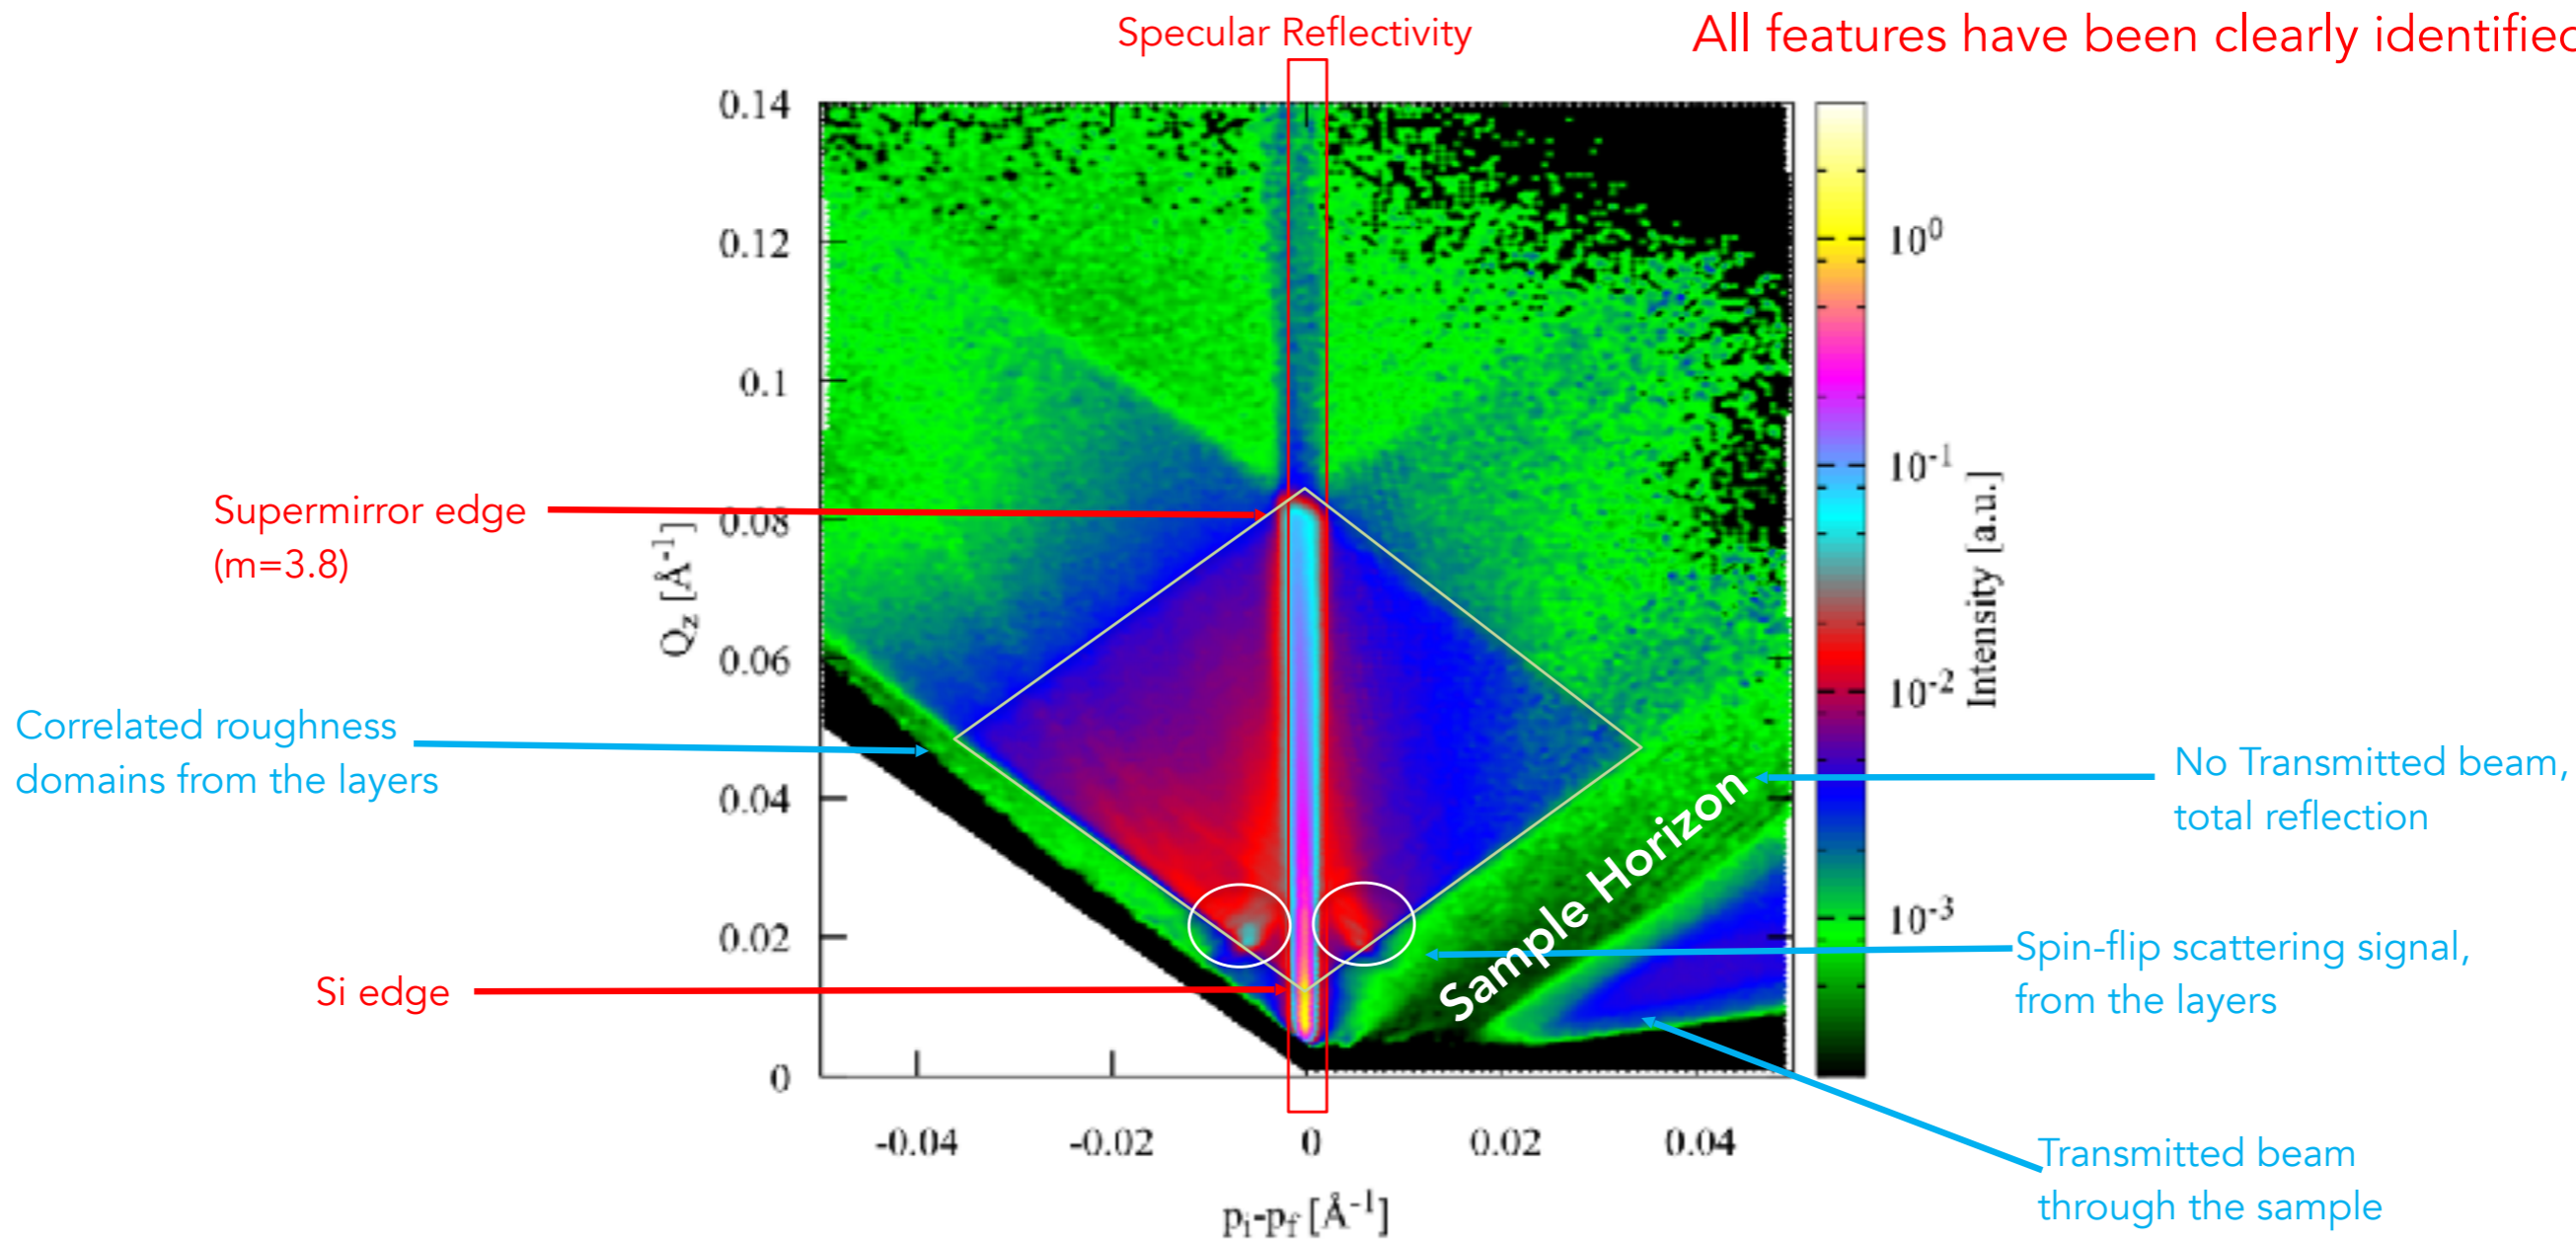 Specular Reflectivity
All features have been clearly identified
0.14
0.12
0.1
0.08
0.06
0.04
0.02
0
Qz [Å-1]
Supermirror edge
(m=3.8)
Correlated roughness
domains from the layers
Si edge
Sample Horizon
10^0
10^-1
10^-2
10^-3
Intensity [a.u.]
No Transmitted beam,
total reflection
Spin-flip scattering signal,
from the layers
Transmitted beam
through the sample
-0.04
-0.02
0
0.02
0.04
pi-pf [Å-1]